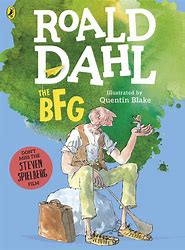 ROALD
DAHL
THE
BFG
Illustrated by
Quentin Blake
DON'T
MISS THE
STEVEN
SPIELBERG
FILM